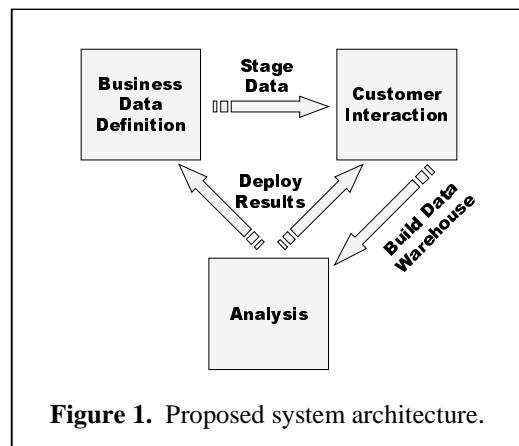 Business
Data
Definition
Stage
Data
Customer
Interaction
Deploy
Results
Build Data
Warehouse
Analysis
Figure 1. Proposed system architecture.